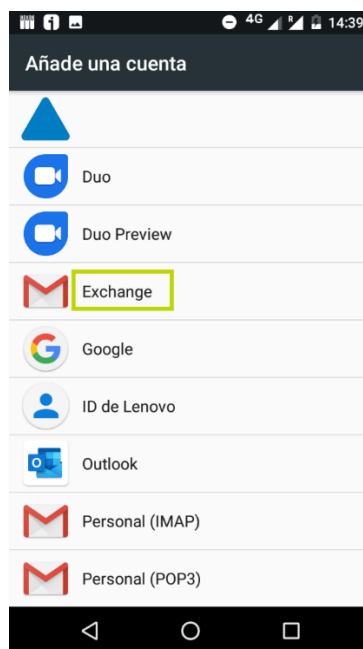 4G R 14:39
Añade una cuenta
Duo
Duo Preview
Exchange
Google
ID de Lenovo
Outlook
Personal (IMAP)
Personal (POP3)